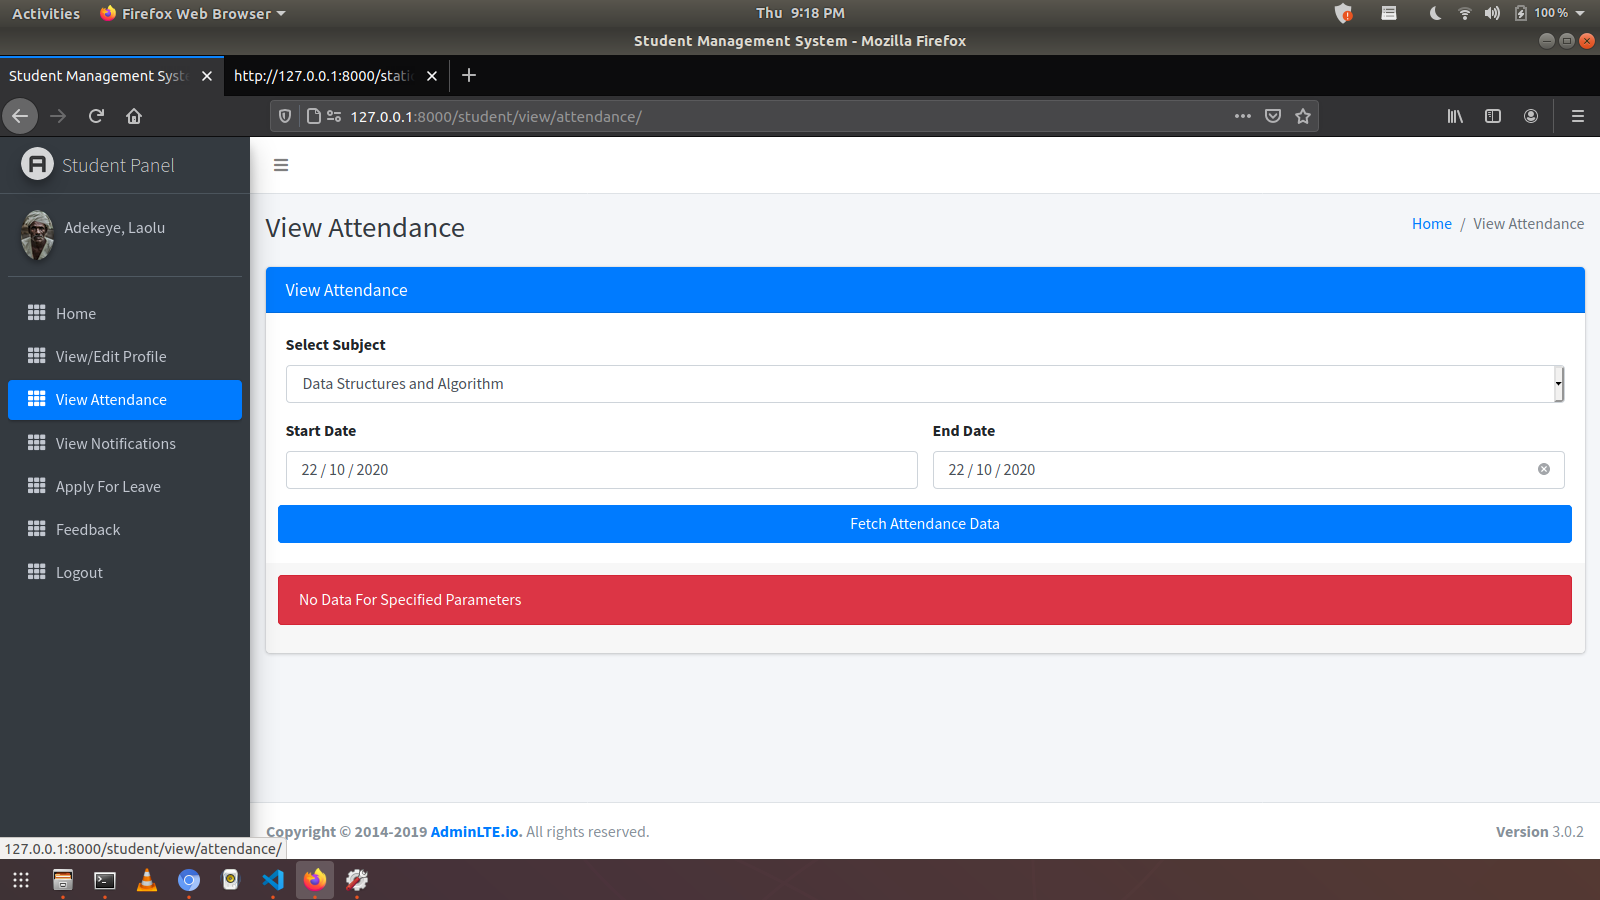 Activities Firefox Web Browser Thu 9:18 PM 100 %
Student Management System - Mozilla Firefox
Student Management Syst http://127.0.0.1:8000/stati
127.0.0.1:8000/student/view/attendance/
Student Panel
Adekeye, Laolu
Home
View/Edit Profile
View Attendance
View Notifications
Apply For Leave
Feedback
Logout
View Attendance
Home / View Attendance
View Attendance
Select Subject
Data Structures and Algorithm
Start Date End Date
22 / 10 / 2020 22 / 10 / 2020
Fetch Attendance Data
No Data For Specified Parameters
Copyright © 2014-2019 AdminLTE.io. All rights reserved. Version 3.0.2
127.0.0.1:8000/student/view/attendance/